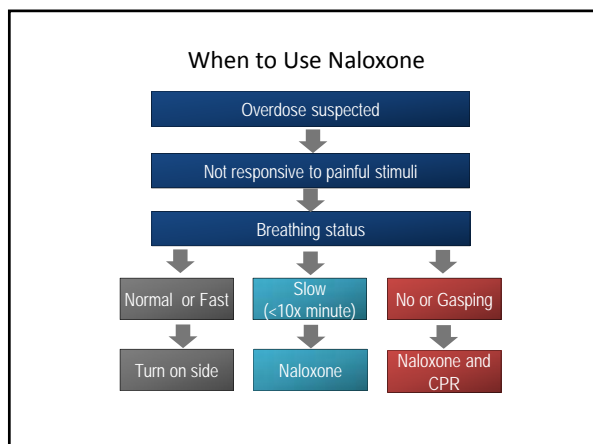 When to Use Naloxone
Overdose suspected
Not responsive to painful stimuli
Breathing status
Normal or Fast
Slow
(<10x minute)
No or Gasping
Turn on side
Naloxone
Naloxone and
CPR